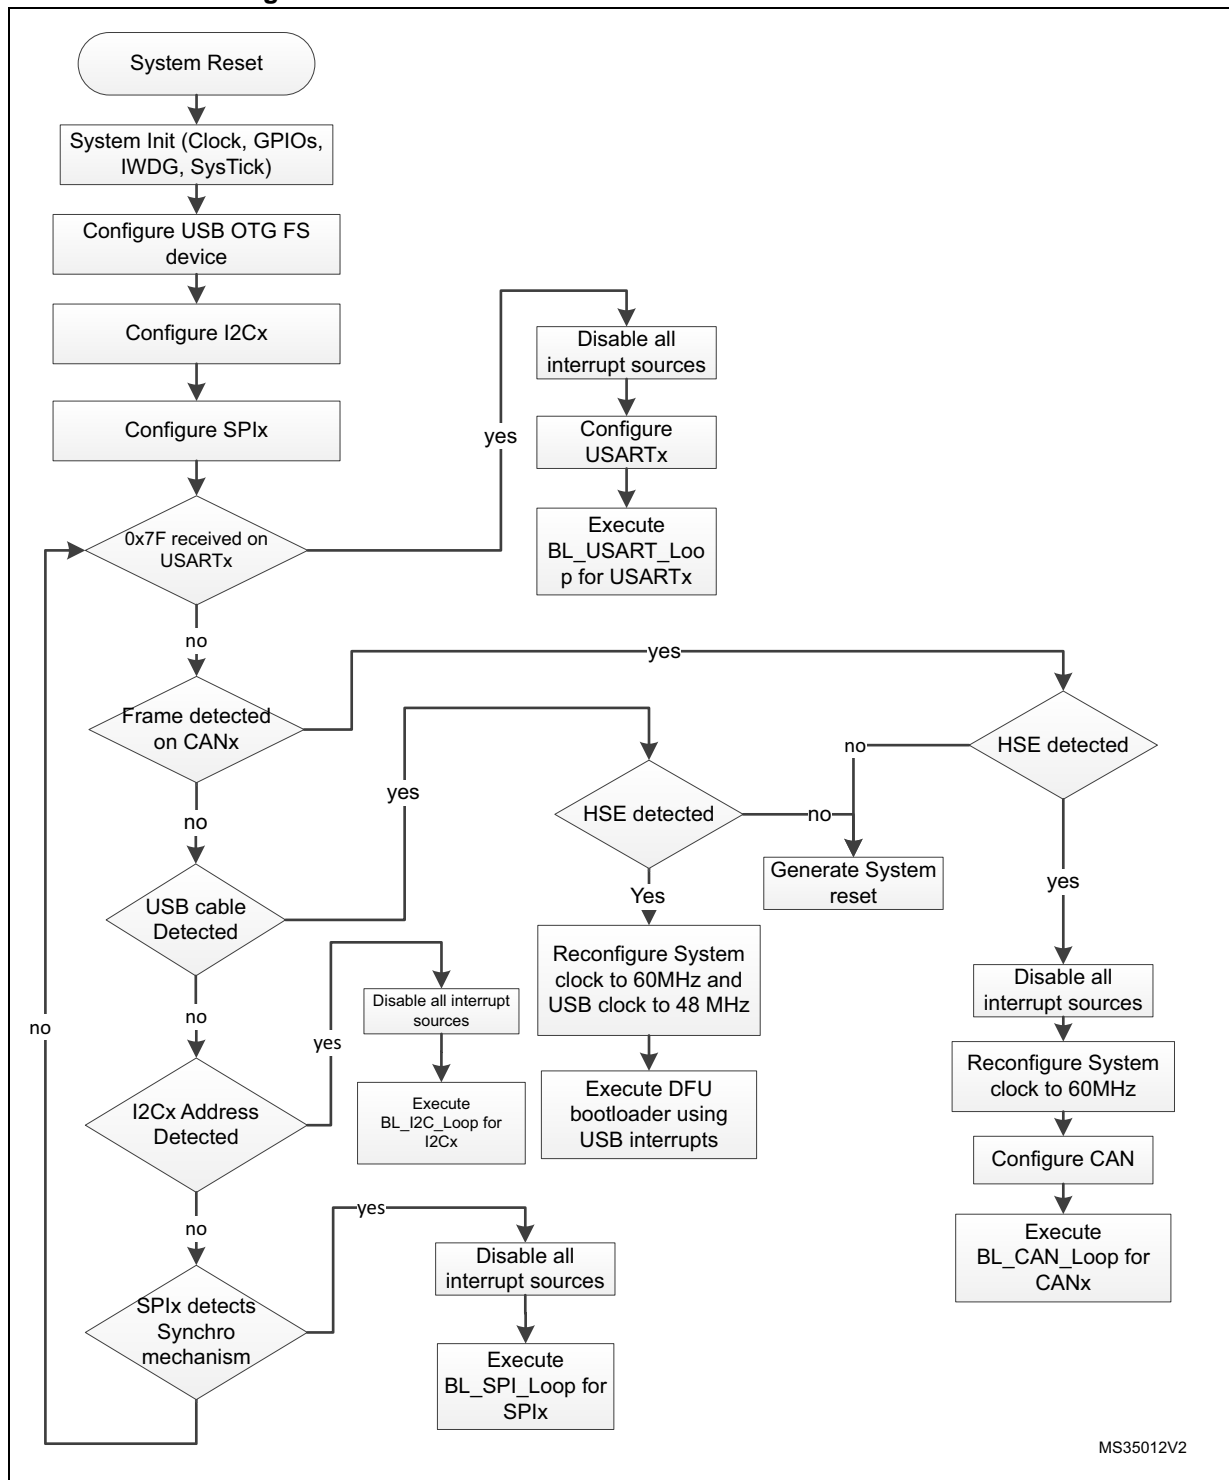 System Reset
System Init (Clock, GPIOs,
IWDG, SysTick)
Configure USB OTG FS
device
Configure I2Cx
Configure SPIx
0x7F received on
USARTx
yes
Disable all
interrupt sources
Configure
USARTx
Execute
BL_USART_Loo
p for USARTx
no
Frame detected
on CANx
yes
HSE detected
no
yes
Disable all
interrupt sources
Reconfigure System
clock to 60MHz
Configure CAN
Execute
BL_CAN_Loop for
CANx
no
USB cable
Detected
yes
HSE detected
no
Generate System
reset
Yes
Reconfigure System
clock to 60MHz and
USB clock to 48 MHz
Execute DFU
bootloader using
USB interrupts
no
I2Cx Address
Detected
yes
Disable all interrupt
sources
Execute
BL_I2C_Loop for
I2Cx
no
SPIx detects
Synchro
mechanism
yes
Disable all
interrupt sources
Execute
BL_SPI_Loop for
SPIx
no
MS35012V2